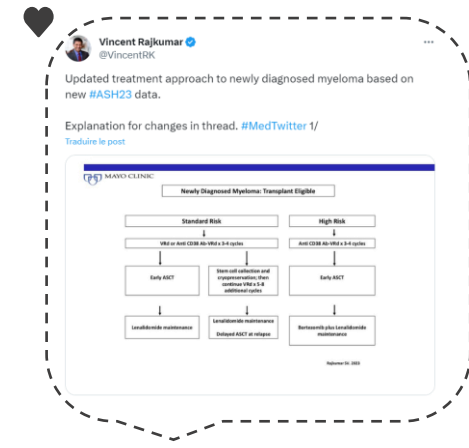 Vincent Rajkumar
@VincentRK
Updated treatment approach to newly diagnosed myeloma based on
new #ASH23 data.
Explanation for changes in thread. #MedTwitter 1/
Traduire le post
MAYO CLINIC
Newly Diagnosed Myeloma: Transplant Eligible
Standard Risk
High Risk
VRd or Anti CD38 Ab-VRd x 3-4 cycles
Anti CD38 Ab-VRd x 3-4 cycles
Early ASCT
Stem cell collection and
cryopreservation; then
continue VRd x 5-8
additional cycles
Early ASCT
Lenalidomide maintenance
Lenalidomide maintenance
Delayed ASCT at relapse
Bortezomib plus Lenalidomide
maintenance